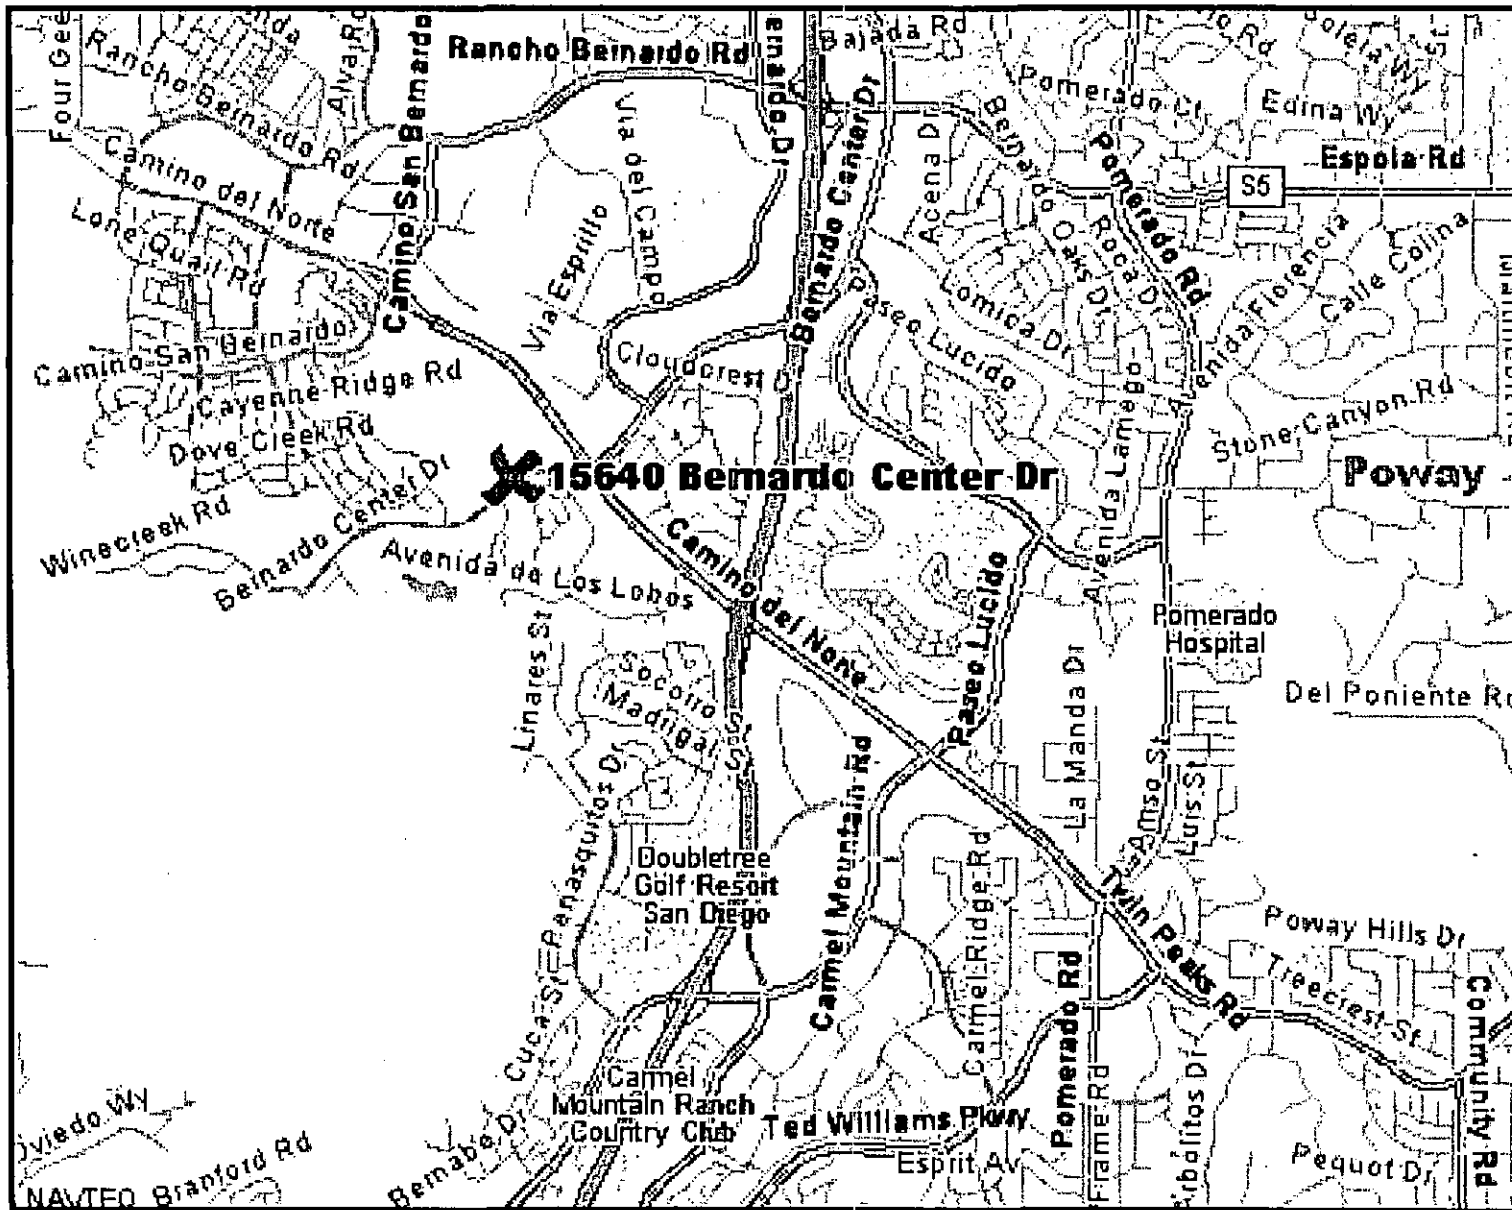 Four Gee
Rancho Bernardo Rd
Alva Rd
Camino San Bernardo
Rancho Bernardo Rd
Bajada Rd
Pomerado Ct
Edina Wy
Espola Rd
S5
Camino del Norte
Lone Quail Rd
Via del Campo
Via Esprillo
Bernardo Center Dr
Acena Dr
Bernardo Oaks Dr
Pomerado Rd
Roca Dr
Avenida Florencia
Calle Colina
Camino San Bernardo
Cayenne Ridge Rd
Dove Creek Rd
Cloudcrest D
Paseo Lucido
Lomica Dr
Avenida Lamego
Stone Canyon Rd
15640 Bernardo Center Dr
Poway
Winecreek Rd
Bernardo Center Dr
Avenida de Los Lobos
Camino del Norte
Paseo Lucido
Pomerado
Hospital
Linares St
Socorro St
Madrigal S
La Manda Dr
Del Poniente Rd
Amso St
Luis St
Doubletree
Golf Resort
San Diego
Carmel Mountain Rd
Carmel Ridge Rd
Twin Peaks Rd
Poway Hills Dr
Treecrest St
Community Rd
Penasquitos Dr
Cuca St
Pomerado Rd
Carmel
Mountain Ranch
Country Club
Ted Williams Pkwy
Esprit Av
Frame Rd
Pequot Dr
Oviedo Wy
Branford Rd
Bernabe Dr
NAVTEQ